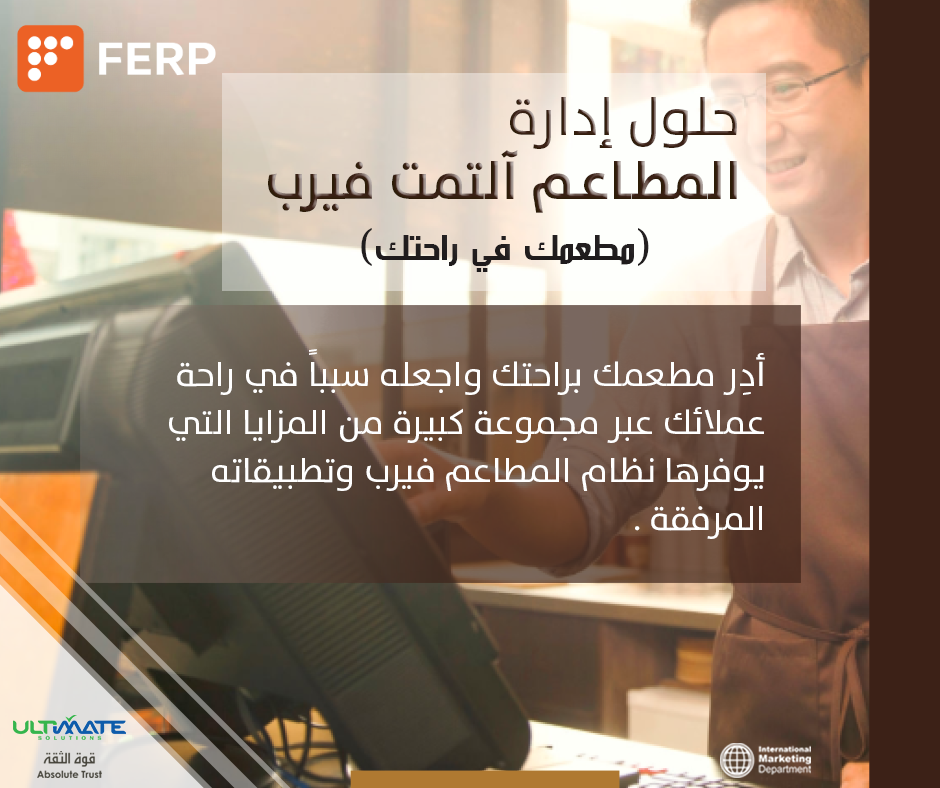 FERP
حلول إدارة
المطاعم آلتمت فيرب
(مطعمك في راحتك)
أدِر مطعمك براحتك واجعله سبباً في راحة
عملائك عبر مجموعة كبيرة من المزايا التي
يوفرها نظام المطاعم فيرب وتطبيقاته
المرفقة .
ULTIMATE
SOLUTIONS
قوة الثقة
Absolute Trust
International
Marketing
Department